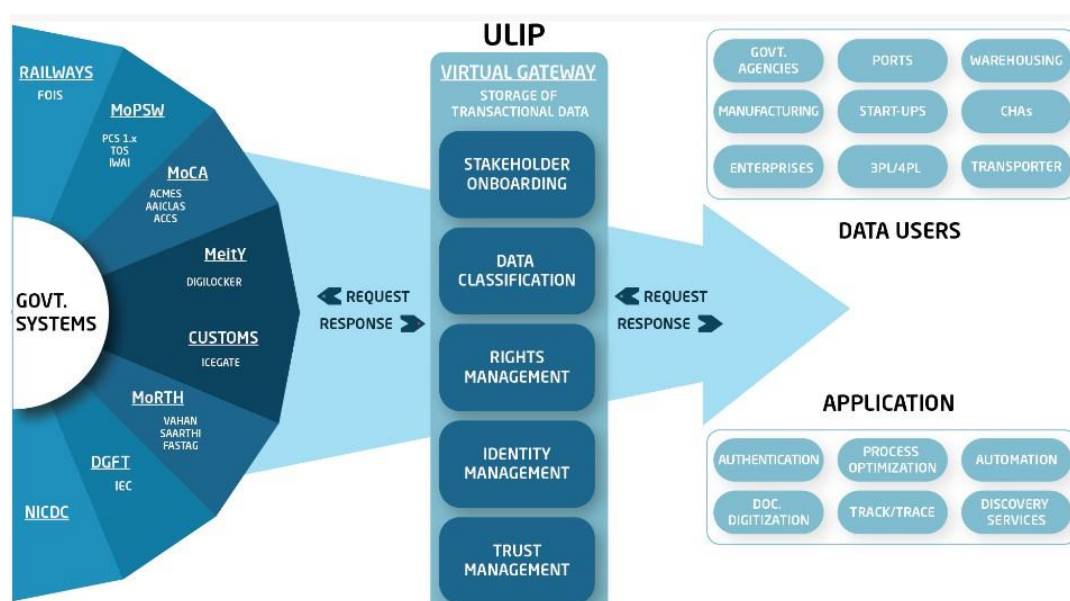 GOVT.
SYSTEMS
RAILWAYS
FOIS
MoPSW
PCS 1.x
TOS
IWAI
MoCA
ACMES
AAICLAS
ACCS
MeitY
DIGILOCKER
CUSTOMS
ICEGATE
MoRTH
VAHAN
SAARTHI
FASTAG
DGFT
IEC
NICDC
REQUEST
RESPONSE
ULIP
VIRTUAL GATEWAY
STORAGE OF
TRANSACTIONAL DATA
STAKEHOLDER
ONBOARDING
DATA
CLASSIFICATION
RIGHTS
MANAGEMENT
IDENTITY
MANAGEMENT
TRUST
MANAGEMENT
REQUEST
RESPONSE
GOVT.
AGENCIES
PORTS
WAREHOUSING
MANUFACTURING
START-UPS
CHAs
ENTERPRISES
3PL/4PL
TRANSPORTER
DATA USERS
APPLICATION
AUTHENTICATION
PROCESS
OPTIMIZATION
AUTOMATION
DOC.
DIGITIZATION
TRACK/TRACE
DISCOVERY
SERVICES